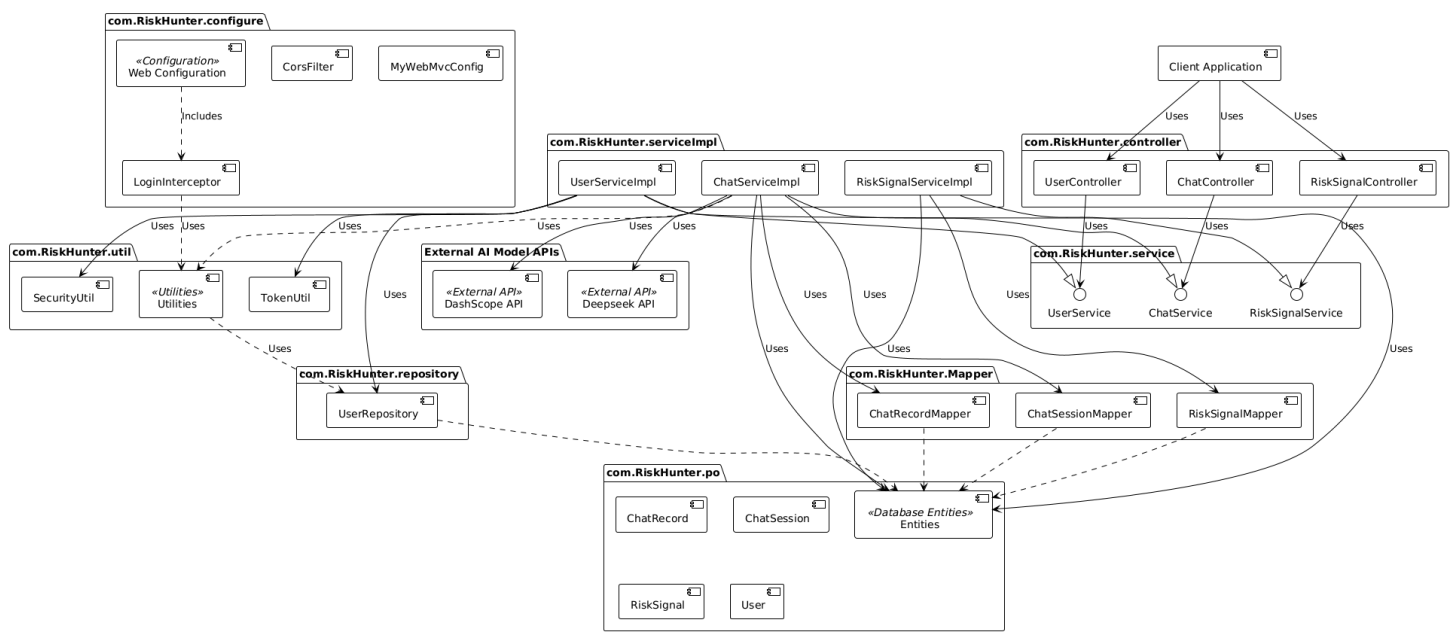 com.RiskHunter.configure
«Configuration»
Web Configuration
CorsFilter
MyWebMvcConfig
Client Application
Includes
Uses
Uses
Uses
com.RiskHunter.serviceImpl
com.RiskHunter.controller
LoginInterceptor
UserServiceImpl
ChatServiceImpl
RiskSignalServiceImpl
UserController
ChatController
RiskSignalController
Uses
Uses
Uses
Uses
Uses
Uses
Uses
Uses
Uses
com.RiskHunter.util
External AI Model APIs
com.RiskHunter.service
SecurityUtil
«Utilities»
Utilities
TokenUtil
«External API»
DashScope API
«External API»
Deepseek API
UserService
ChatService
RiskSignalService
Uses
Uses
Uses
Uses
Uses
Uses
Uses
Uses
Uses
com.RiskHunter.repository
com.RiskHunter.Mapper
UserRepository
ChatRecordMapper
ChatSessionMapper
RiskSignalMapper
com.RiskHunter.po
ChatRecord
ChatSession
«Database Entities»
Entities
RiskSignal
User